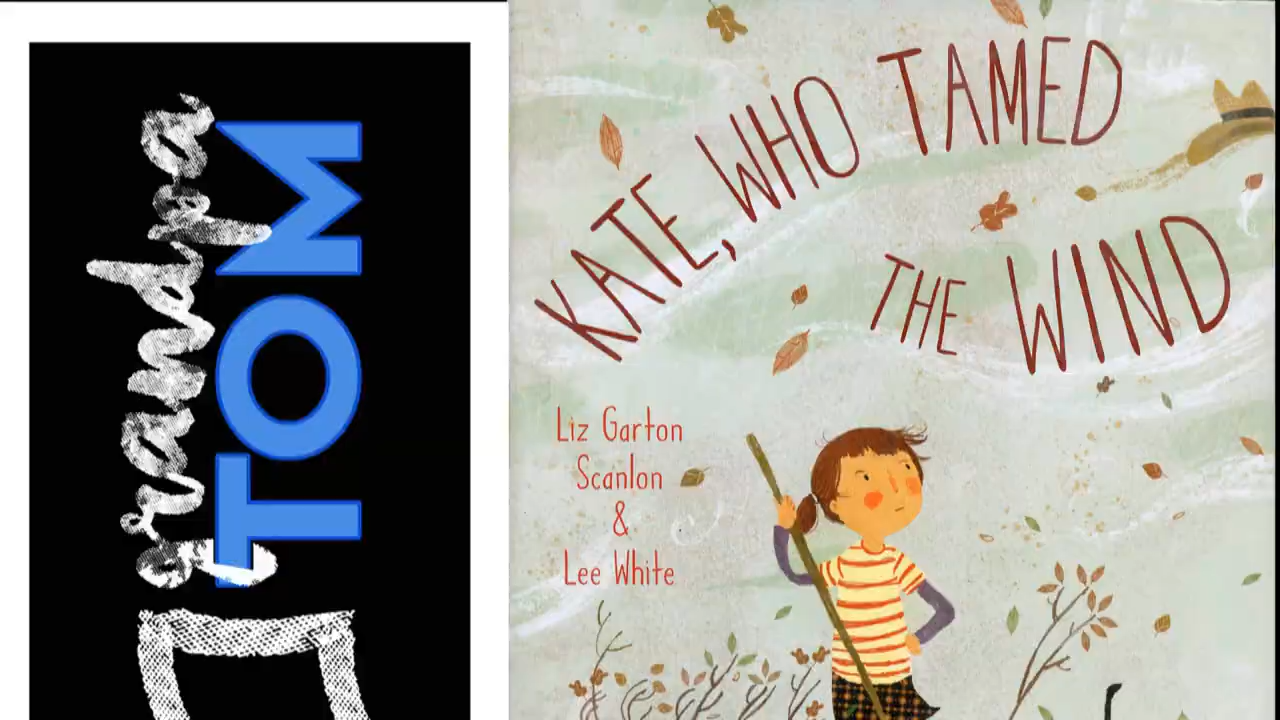 grandpa
TOM
KATE, WHO TAMED
THE WIND
Liz Garton
Scanlon
&
Lee White